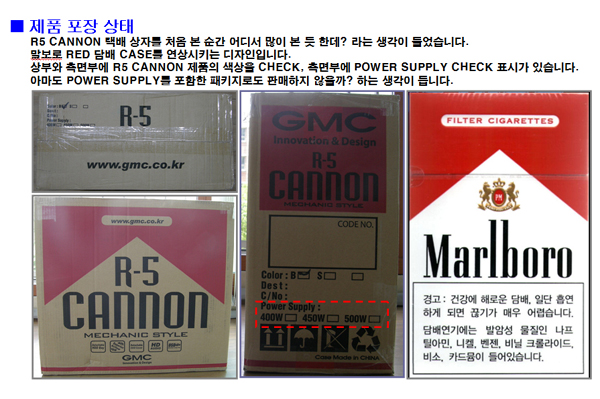 ■ 제품 포장 상태
R5 CANNON 택배 상자를 처음 본 순간 어디서 많이 본 듯 한데? 라는 생각이 들었습니다.
말보로 RED 담배 CASE를 연상시키는 디자인입니다.
상부와 측면부에 R5 CANNON 제품의 색상을 CHECK, 측면부에 POWER SUPPLY CHECK 표시가 있습니다.
아마도 POWER SUPPLY를 포함한 패키지로도 판매하지 않을까? 하는 생각이 듭니다.
R-5
www.gmc.co.kr
www.gmc.co.kr
R-5
CANNON
MECHANIC STYLE
HD
GMC
Innovation & Design
GMC
Innovation & Design
R-5
CANNON
MECHANIC STYLE
CODE NO.
Color : B S
Dest :
C/No :
Power Supply :
400W 450W 500W
Case Made in CHINA
FILTER CIGARETTES
PM
Marlboro
경고 : 건강에 해로운 담배, 일단 흡연
하게 되면 끊기가 매우 어렵습니다.
담배연기에는 발암성 물질인 나프
틸아민, 니켈, 벤젠, 비닐 크롤라이드,
비소, 카드뮴이 들어있습니다.